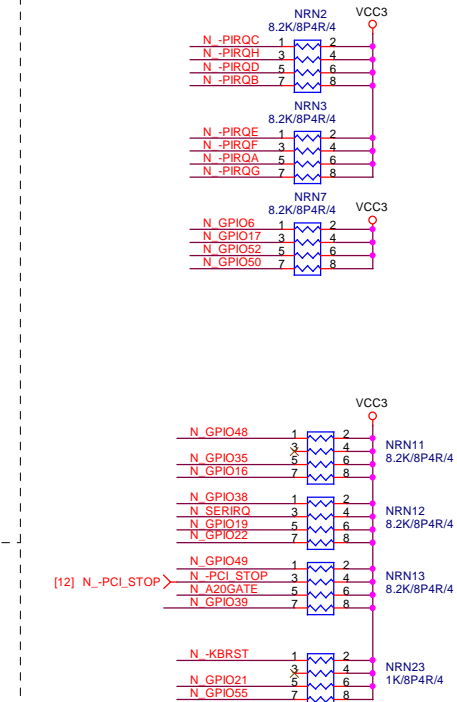 NRN2 VCC3
8.2K/8P4R/4
N_-PIRQC 1 2
N_-PIRQH 3 4
N_-PIRQD 5 6
N_-PIRQB 7 8
NRN3
8.2K/8P4R/4
N_-PIRQE 1 2
N_-PIRQF 3 4
N_-PIRQA 5 6
N_-PIRQG 7 8
NRN7
8.2K/8P4R/4 VCC3
N_GPIO6 1 2
N_GPIO17 3 4
N_GPIO52 5 6
N_GPIO50 7 8
VCC3
N_GPIO48 1 2
3 4 NRN11
N_GPIO35 5 6 8.2K/8P4R/4
N_GPIO16 7 8
N_GPIO38 1 2
N_SERIRQ 3 4 NRN12
N_GPIO19 5 6 8.2K/8P4R/4
N_GPIO22 7 8
N_GPIO49 1 2
[12] N_-PCI_STOP N_-PCI_STOP 3 4 NRN13
N_A20GATE 5 6 8.2K/8P4R/4
N_GPIO39 7 8
N_-KBRST 1 2
3 4 NRN23
N_GPIO21 5 6 1K/8P4R/4
N_GPIO55 7 8